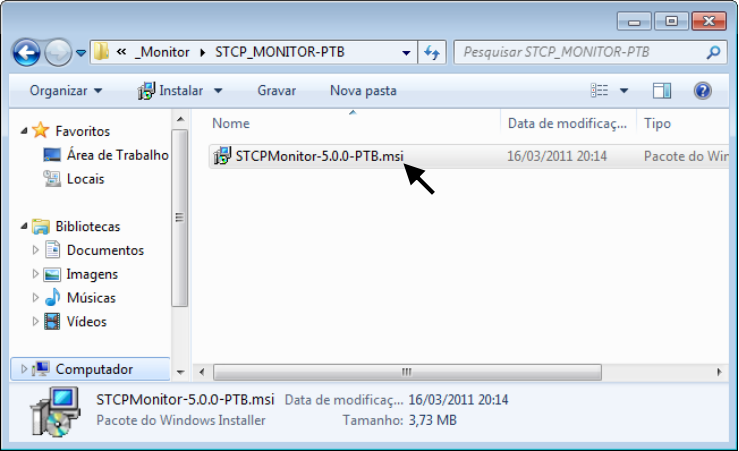 « _Monitor STCP_MONITOR-PTB Pesquisar STCP_MONITOR-PTB
Organizar Instalar Gravar Nova pasta
Favoritos
Área de Trabalho
Locais
Bibliotecas
Documentos
Imagens
Músicas
Vídeos
Computador
Nome Data de modificaç... Tipo
STCPMonitor-5.0.0-PTB.msi 16/03/2011 20:14 Pacote do Win
STCPMonitor-5.0.0-PTB.msi Data de modificaç... 16/03/2011 20:14
Pacote do Windows Installer Tamanho: 3,73 MB